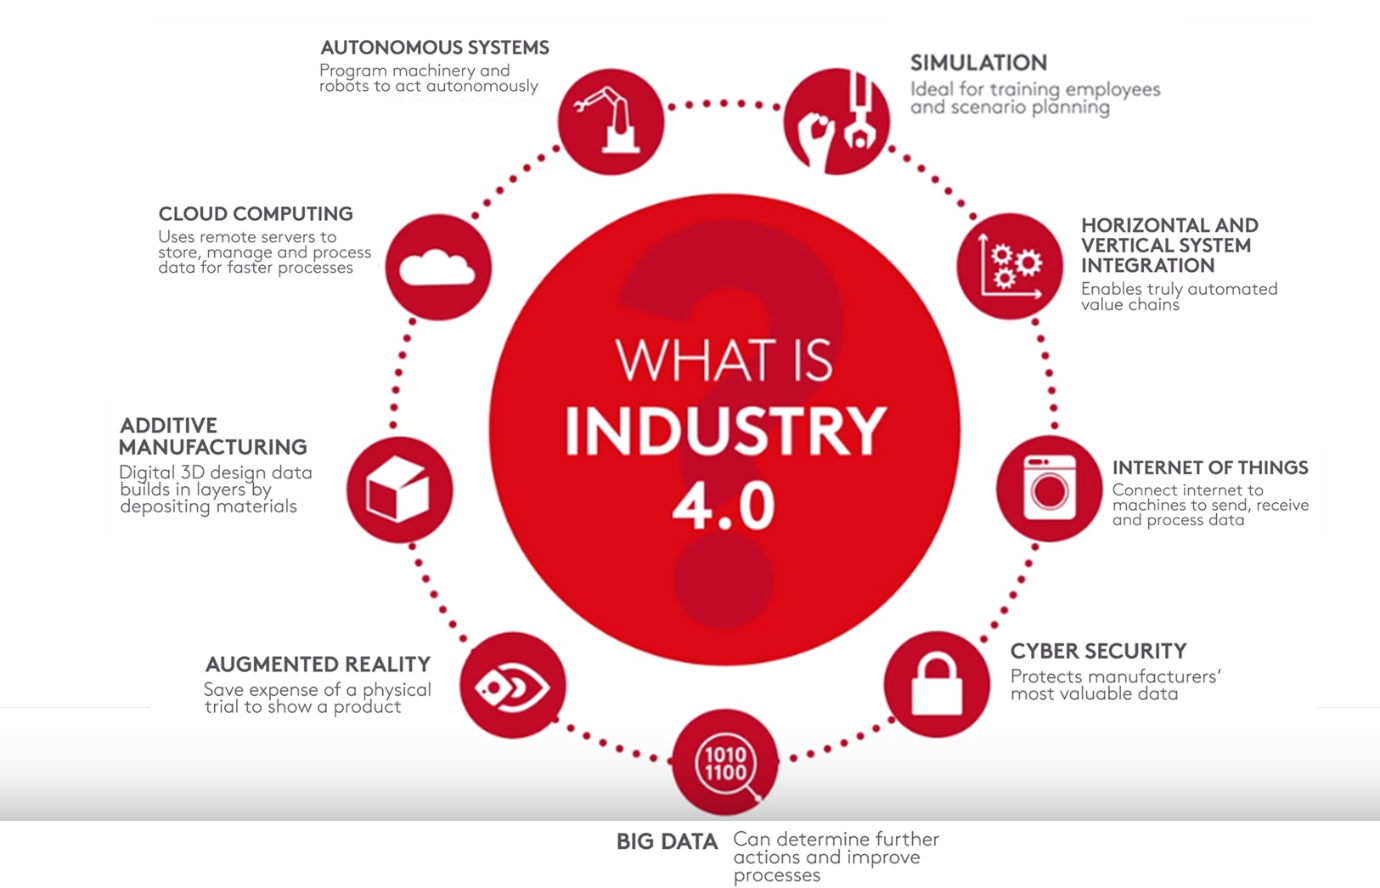 AUTONOMOUS SYSTEMS
Program machinery and
robots to act autonomously
SIMULATION
Ideal for training employees
and scenario planning
CLOUD COMPUTING
Uses remote servers to
store, manage and process
data for faster processes
HORIZONTAL AND
VERTICAL SYSTEM
INTEGRATION
Enables truly automated
value chains
WHAT IS
INDUSTRY
4.0
ADDITIVE
MANUFACTURING
Digital 3D design data
builds in layers by
depositing materials
INTERNET OF THINGS
Connect internet to
machines to send, receive
and process data
AUGMENTED REALITY
Save expense of a physical
trial to show a product
CYBER SECURITY
Protects manufacturers’
most valuable data
1010
1100
BIG DATA
Can determine further
actions and improve
processes